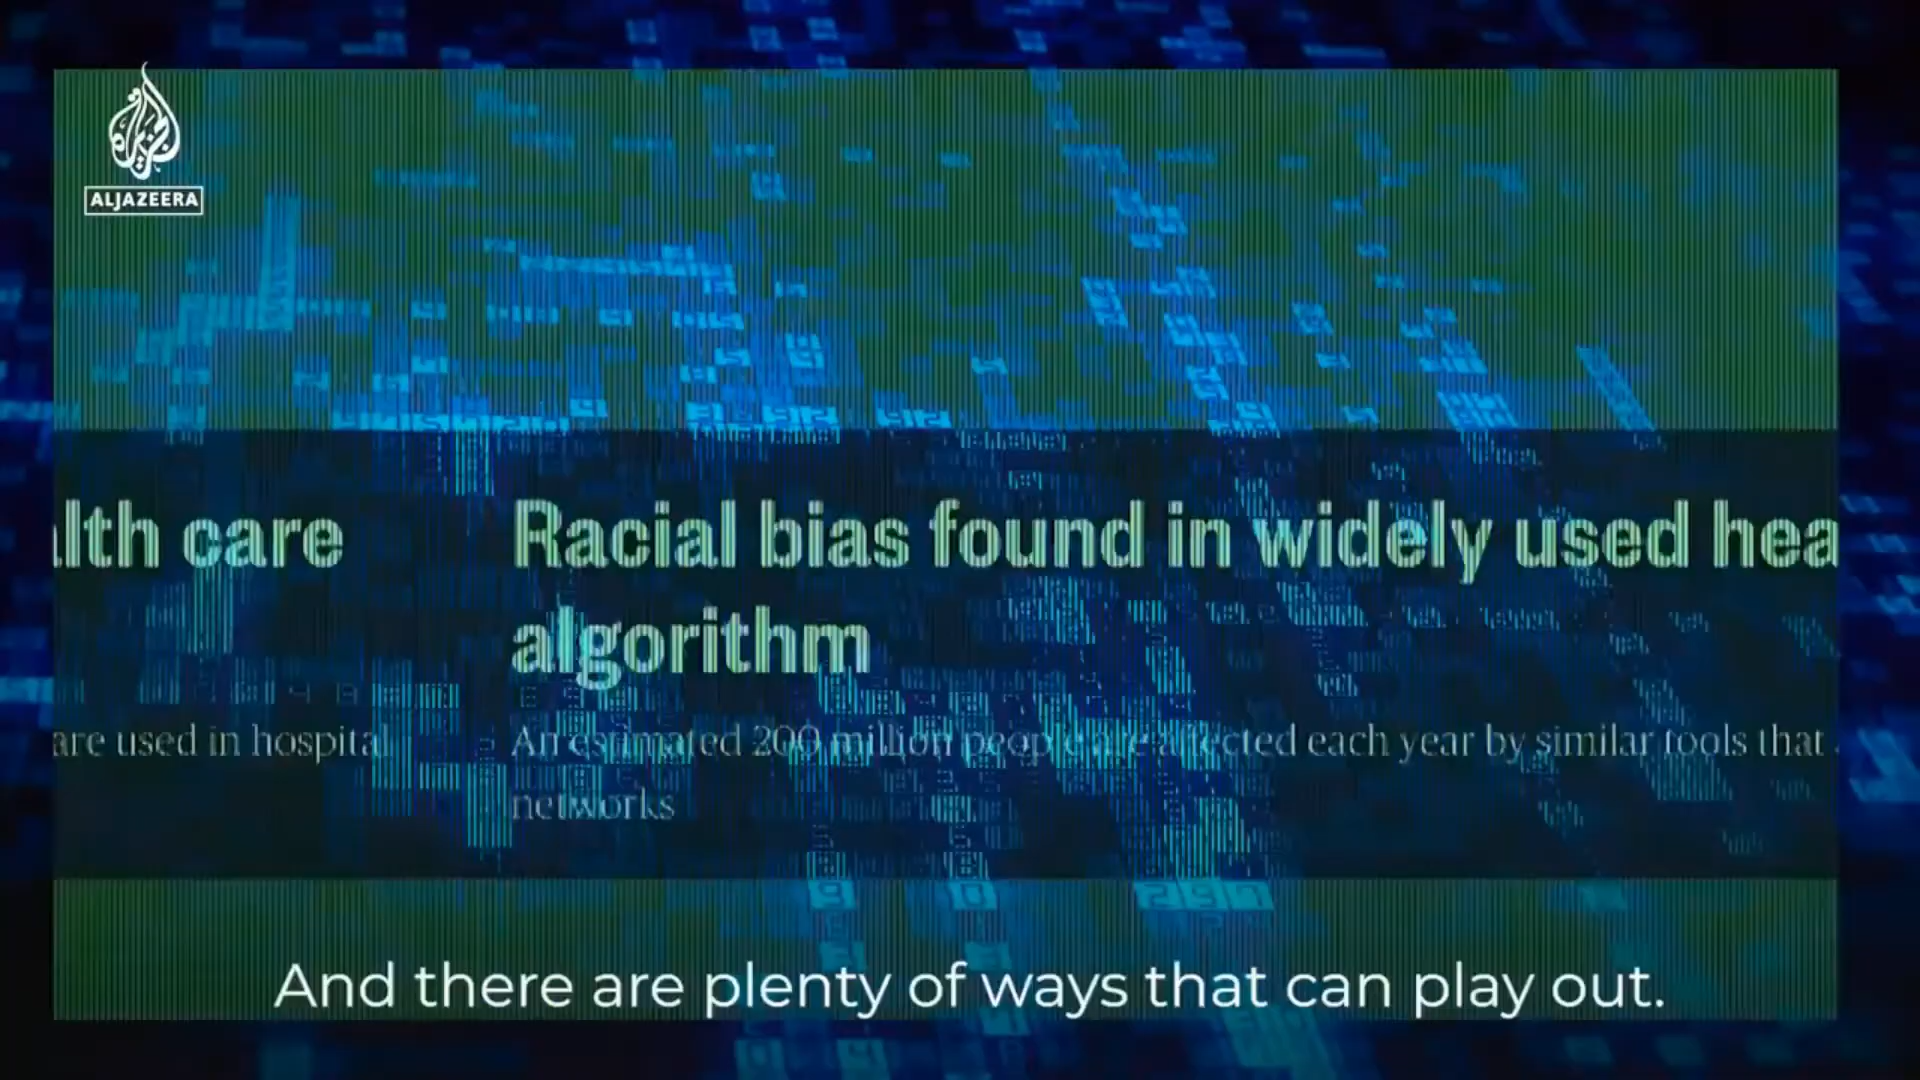 ALJAZEERA
lth care
Racial bias found in widely used hea
algorithm
are used in hospital
An estimated 200 million people are affected each year by similar tools that
networks
And there are plenty of ways that can play out.